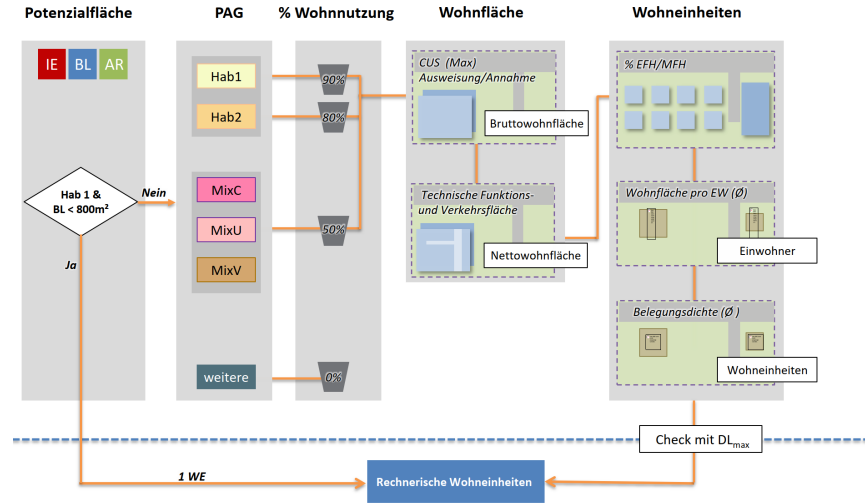 Potenzialfläche
PAG
% Wohnnutzung
Wohnfläche
Wohneinheiten
IE
BL
AR
Hab 1 &
BL < 800m²
Nein
Ja
Hab1
Hab2
MixC
MixU
MixV
weitere
90%
80%
50%
0%
CUS (Max)
Ausweisung/Annahme
Bruttowohnfläche
Technische Funktions-
und Verkehrsfläche
Nettowohnfläche
% EFH/MFH
Wohnfläche pro EW (Ø)
Einwohner
Belegungsdichte (Ø )
Wohneinheiten
Check mit DLmax
1 WE
Rechnerische Wohneinheiten